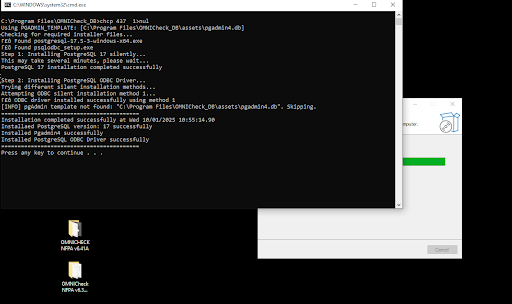 C:\WINDOWS\system32\cmd.exe
C:\Program Files\OMNICheck_DB>chcp 437 1>nul
Using PGADMIN_TEMPLATE: [C:\Program Files\OMNICheck_DB\assets\pgadmin4.db]
Checking for required installer files...
Found postgresql-17.5-3-windows-x64.exe
Found psqlodbc_setup.exe
Step 1: Installing PostgreSQL 17 silently...
This may take several minutes, please wait...
PostgreSQL 17 installation completed successfully
Step 2: Installing PostgreSQL ODBC Driver...
Trying different silent installation methods...
Attempting ODBC silent installation method 1...
ODBC driver installed successfully using method 1
[INFO] pgAdmin template not found: "C:\Program Files\OMNICheck_DB\assets\pgadmin4.db". Skipping.
==========================================
Installation completed successfully at Wed 10/01/2025 10:55:14.90
Installaed PostgreSQL version: 17 successfully
Installed Pgadmin4 successfully
Installed PostgreSQL ODBC Driver successfully
==========================================
Press any key to continue . . .
omputer.
Cancel
OMNICHECK
NFPA v6.41A
OMNICheck
NFPA v6.3...